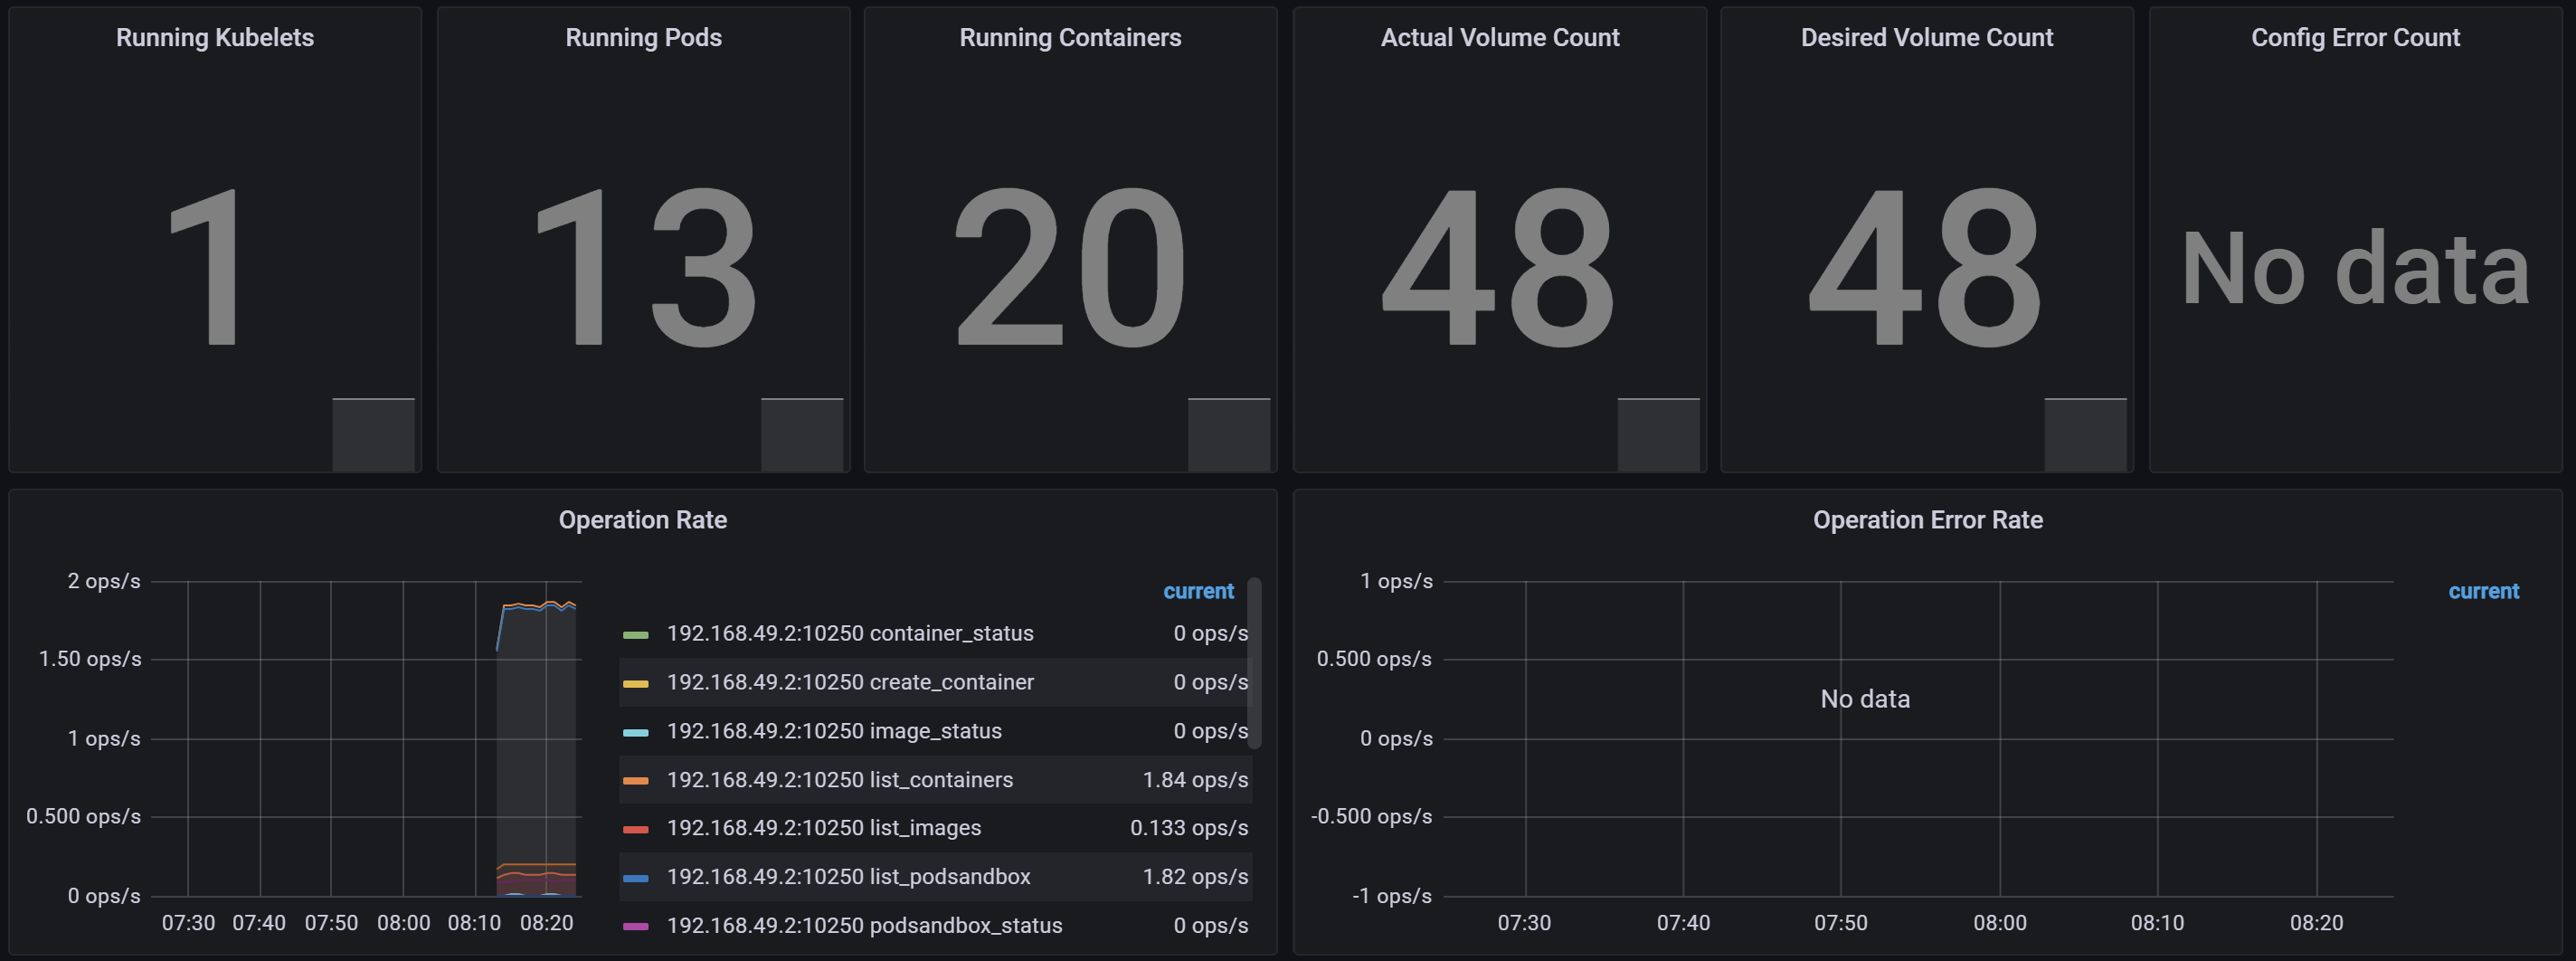 Running Kubelets
1
Running Pods
13
Running Containers
20
Actual Volume Count
48
Desired Volume Count
48
Config Error Count
No data
Operation Rate
2 ops/s
1.50 ops/s
1 ops/s
0.500 ops/s
0 ops/s
07:30 07:40 07:50 08:00 08:10 08:20
current
192.168.49.2:10250 container_status 0 ops/s
192.168.49.2:10250 create_container 0 ops/s
192.168.49.2:10250 image_status 0 ops/s
192.168.49.2:10250 list_containers 1.84 ops/s
192.168.49.2:10250 list_images 0.133 ops/s
192.168.49.2:10250 list_podsandbox 1.82 ops/s
192.168.49.2:10250 podsandbox_status 0 ops/s
Operation Error Rate
1 ops/s
0.500 ops/s
0 ops/s
-0.500 ops/s
-1 ops/s
No data
07:30 07:40 07:50 08:00 08:10 08:20
current